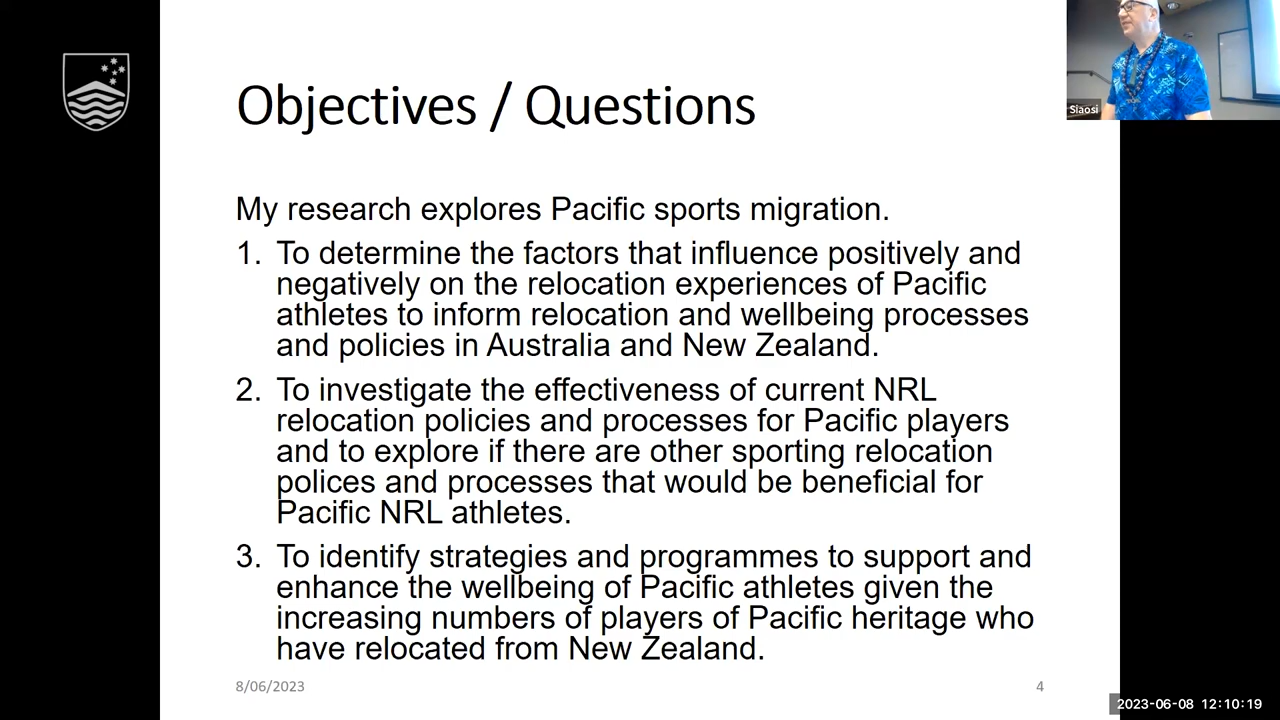 Objectives / Questions
Siaosi
My research explores Pacific sports migration.
1. To determine the factors that influence positively and
negatively on the relocation experiences of Pacific
athletes to inform relocation and wellbeing processes
and policies in Australia and New Zealand.
2. To investigate the effectiveness of current NRL
relocation policies and processes for Pacific players
and to explore if there are other sporting relocation
polices and processes that would be beneficial for
Pacific NRL athletes.
3. To identify strategies and programmes to support and
enhance the wellbeing of Pacific athletes given the
increasing numbers of players of Pacific heritage who
have relocated from New Zealand.
8/06/2023
4
2023-06-08 12:10:19